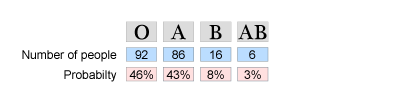 O A B AB
Number of people 92 86 16 6
Probabilty 46% 43% 8% 3%